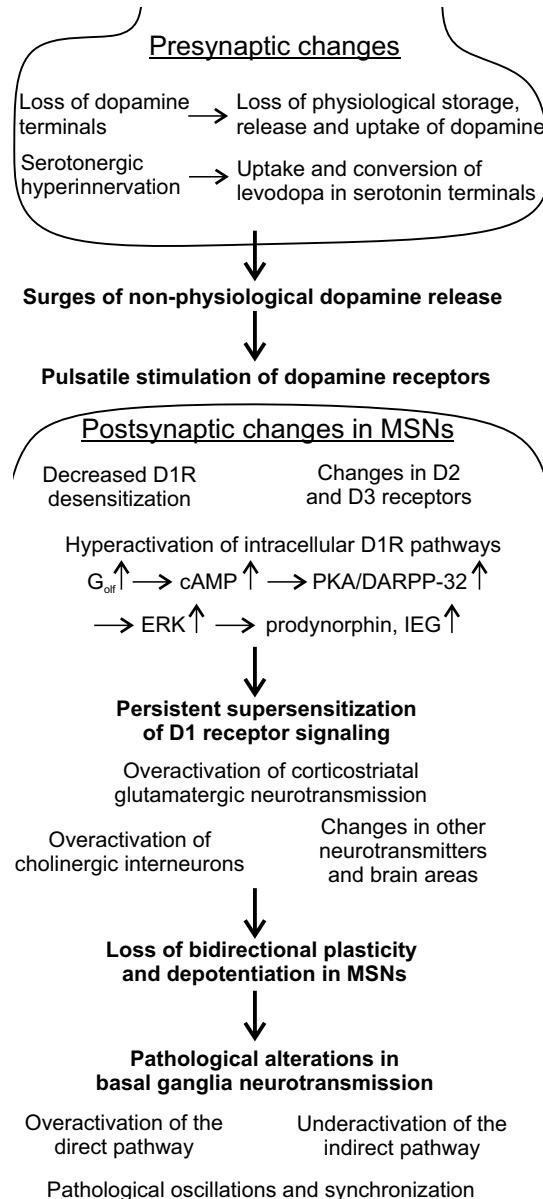 Presynaptic changes
Loss of dopamine terminals → Loss of physiological storage,
release and uptake of dopamine
Serotonergic hyperinnervation → Uptake and conversion of
levodopa in serotonin terminals
Surges of non-physiological dopamine release
Pulsatile stimulation of dopamine receptors
Postsynaptic changes in MSNs
Decreased D1R
desensitization
Changes in D2
and D3 receptors
Hyperactivation of intracellular D1R pathways
Golf↑ → cAMP↑ → PKA/DARPP-32↑
→ ERK↑ → prodynorphin, IEG↑
Persistent supersensitization
of D1 receptor signaling
Overactivation of corticostriatal
glutamatergic neurotransmission
Overactivation of
cholinergic interneurons
Changes in other
neurotransmitters
and brain areas
Loss of bidirectional plasticity
and depotentiation in MSNs
Pathological alterations in
basal ganglia neurotransmission
Overactivation of the
direct pathway
Underactivation of the
indirect pathway
Pathological oscillations and synchronization